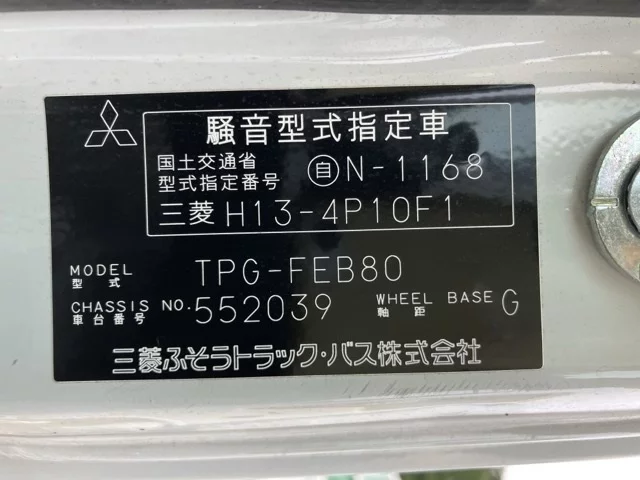 騒音型式指定車
国土交通省
型式指定番号 自N-1168
三菱 H13-4P10F1
MODEL
型式 TPG-FEB80
CHASSIS NO.
車台番号 552039 WHEEL BASE
軸距 G
三菱ふそうトラック・バス株式会社